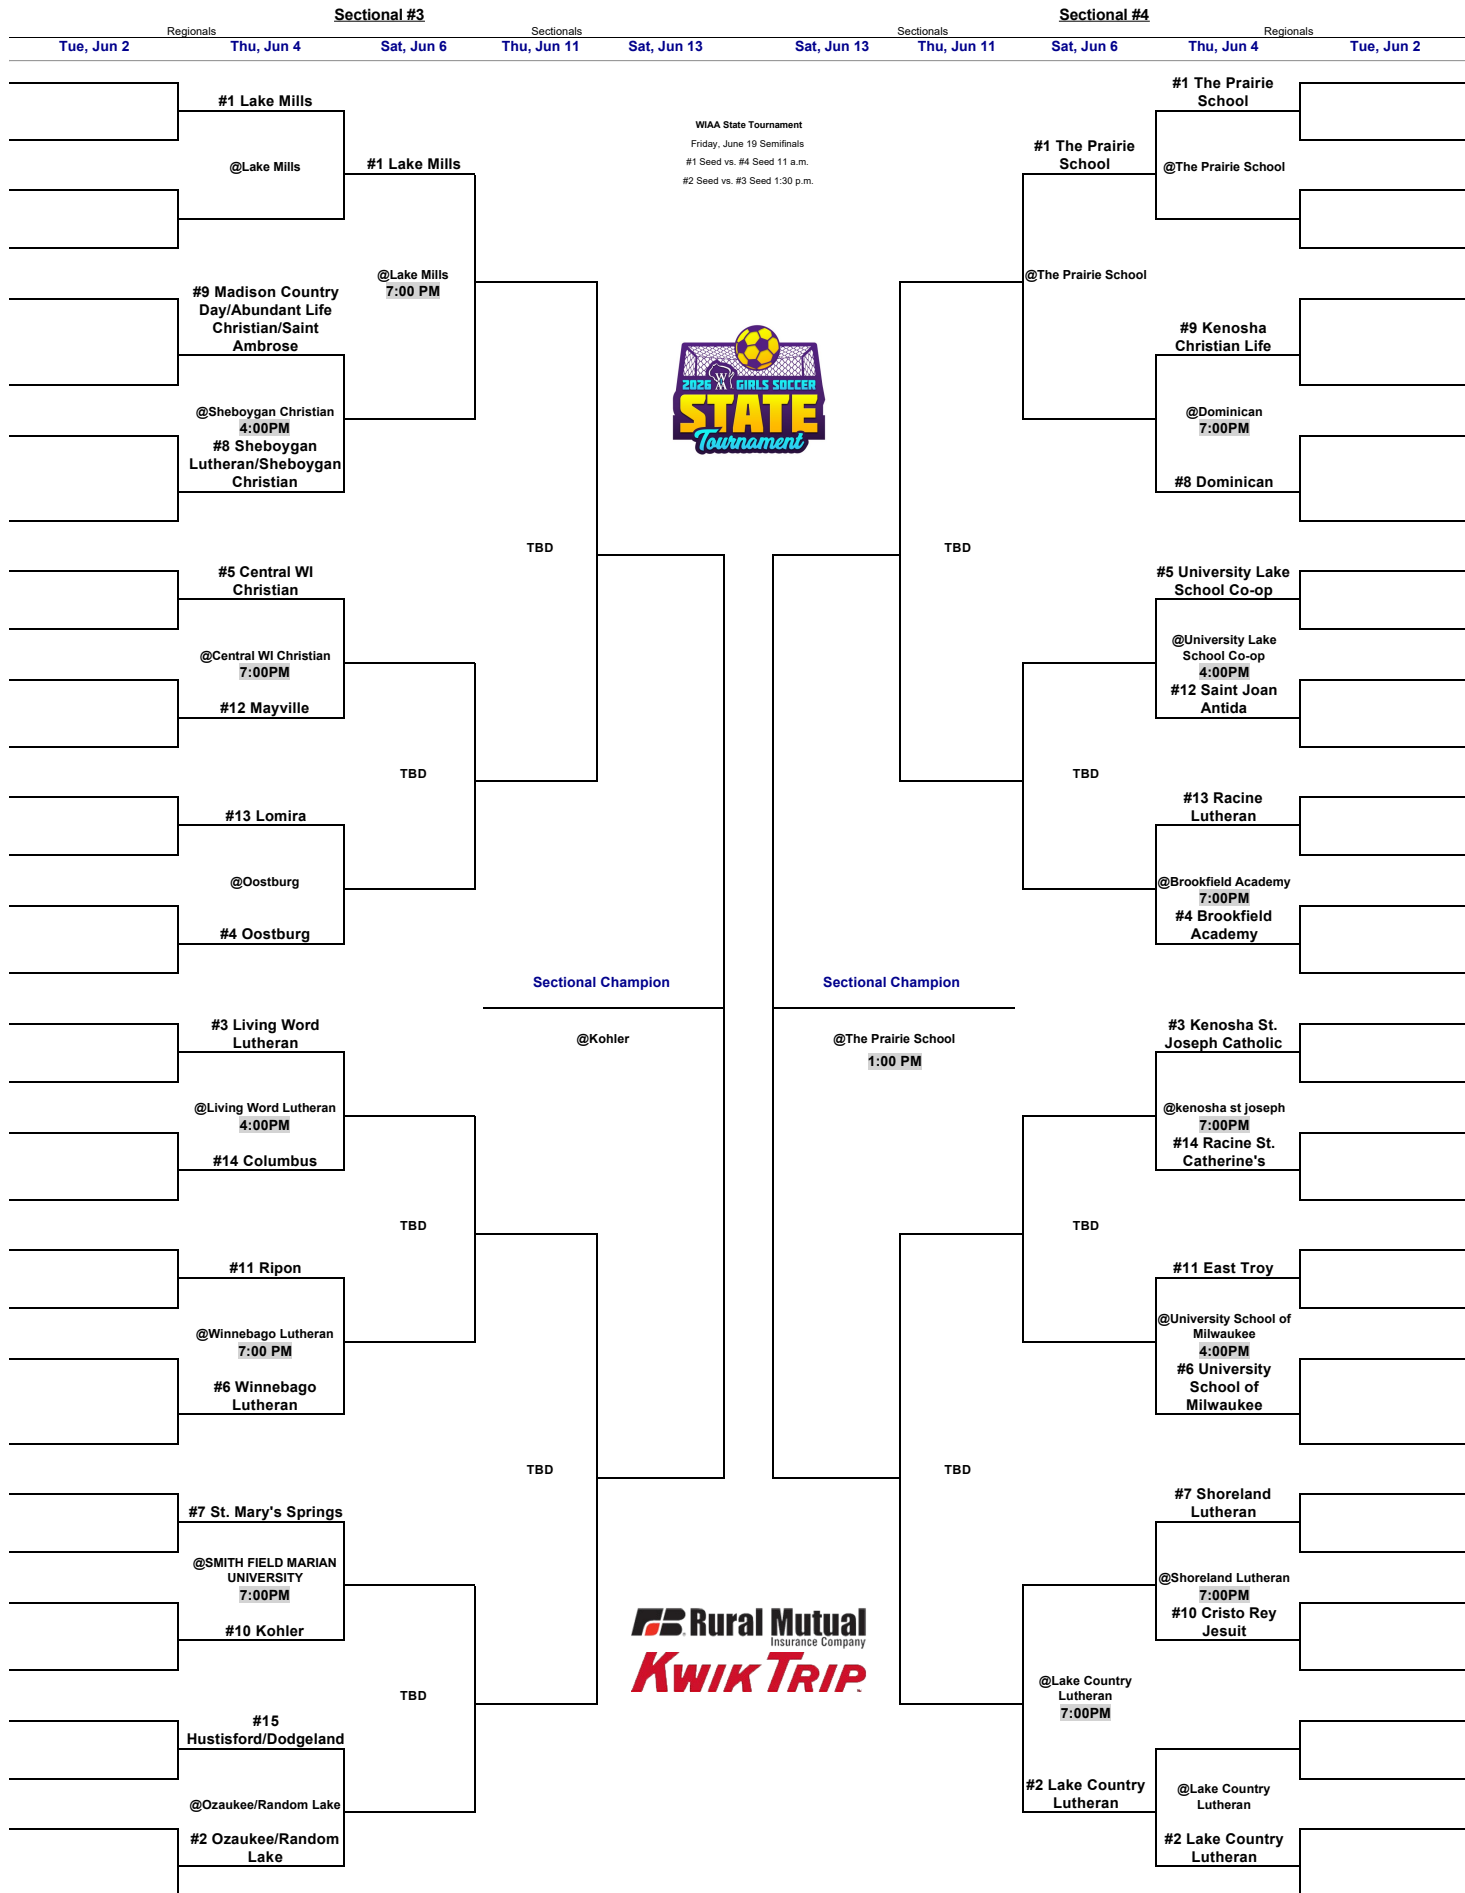 Sectional #3
Sectional #4
Regionals
Sectionals
Sectionals
Regionals
Tue, Jun 2
Thu, Jun 4
Sat, Jun 6
Thu, Jun 11
Sat, Jun 13
Sat, Jun 13
Thu, Jun 11
Sat, Jun 6
Thu, Jun 4
Tue, Jun 2
#1 Lake Mills
@Lake Mills
#1 Lake Mills
@Lake Mills
7:00 PM
#9 Madison Country
Day/Abundant Life
Christian/Saint
Ambrose
@Sheboygan Christian
4:00PM
#8 Sheboygan
Lutheran/Sheboygan
Christian
TBD
#5 Central WI
Christian
@Central WI Christian
7:00PM
#12 Mayville
TBD
#13 Lomira
@Oostburg
#4 Oostburg
Sectional Champion
@Kohler
#3 Living Word
Lutheran
@Living Word Lutheran
4:00PM
#14 Columbus
TBD
#11 Ripon
@Winnebago Lutheran
7:00 PM
#6 Winnebago
Lutheran
TBD
#7 St. Mary's Springs
@SMITH FIELD MARIAN
UNIVERSITY
7:00PM
#10 Kohler
TBD
#15
Hustisford/Dodgeland
@Ozaukee/Random Lake
#2 Ozaukee/Random
Lake
WIAA State Tournament
Friday, June 19 Semifinals
#1 Seed vs. #4 Seed 11 a.m.
#2 Seed vs. #3 Seed 1:30 p.m.
2026 WIAA GIRLS SOCCER
STATE
Tournament
Rural Mutual
Insurance Company
KWIK TRIP
#1 The Prairie
School
@The Prairie School
#1 The Prairie
School
@The Prairie School
#9 Kenosha
Christian Life
@Dominican
7:00PM
#8 Dominican
TBD
#5 University Lake
School Co-op
@University Lake
School Co-op
4:00PM
#12 Saint Joan
Antida
TBD
#13 Racine
Lutheran
@Brookfield Academy
7:00PM
#4 Brookfield
Academy
Sectional Champion
@The Prairie School
1:00 PM
#3 Kenosha St.
Joseph Catholic
@kenosha st joseph
7:00PM
#14 Racine St.
Catherine's
TBD
#11 East Troy
@University School of
Milwaukee
4:00PM
#6 University
School of
Milwaukee
TBD
#7 Shoreland
Lutheran
@Shoreland Lutheran
7:00PM
#10 Cristo Rey
Jesuit
@Lake Country
Lutheran
7:00PM
#2 Lake Country
Lutheran
@Lake Country
Lutheran
#2 Lake Country
Lutheran